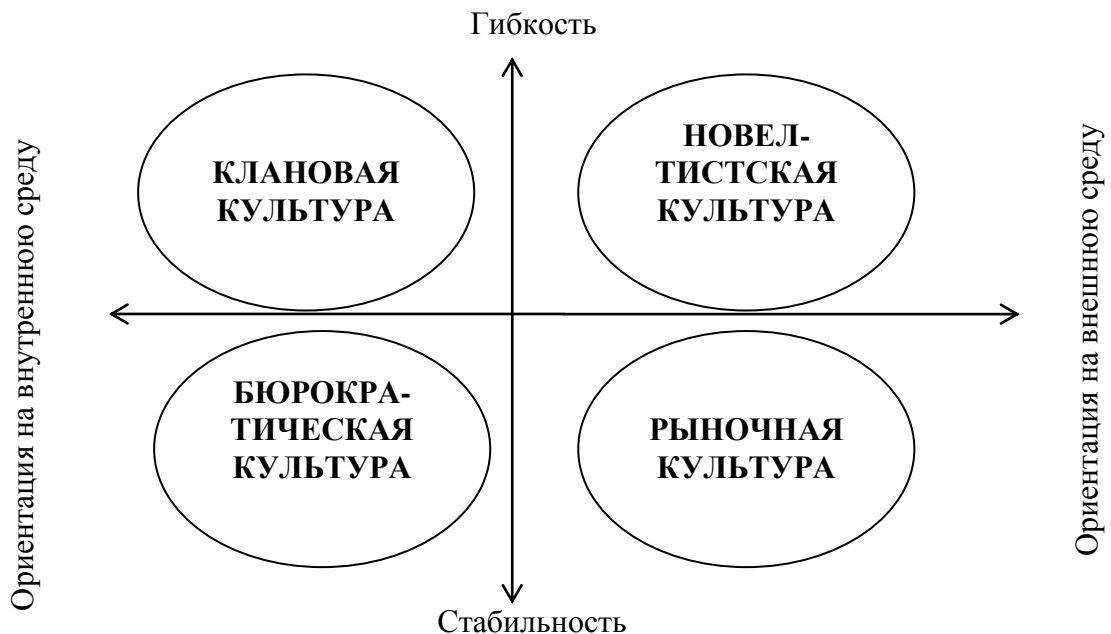 Гибкость
Ориентация на внутреннюю среду
КЛАНОВАЯ
КУЛЬТУРА
НОВЕЛ-
ТИСТСКАЯ
КУЛЬТУРА
Ориентация на внешнюю среду
БЮРОКРА-
ТИЧЕСКАЯ
КУЛЬТУРА
РЫНОЧНАЯ
КУЛЬТУРА
Стабильность